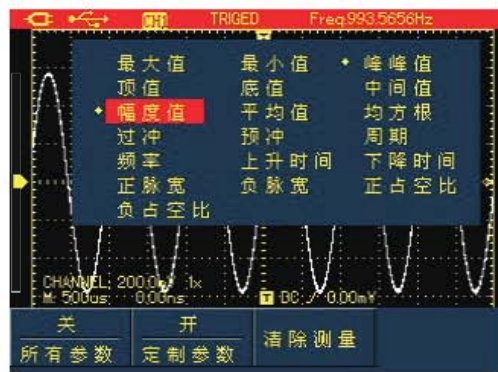 CH1 TRIGED Freq:993.5656Hz
最大值 最小值 峰峰值
顶值 底值 中间值
幅度值 平均值 均方根
过冲 预冲 周期
频率 上升时间 下降时间
正脉宽 负脉宽 正占空比
负占空比
CHANNEL: 1x
M: 500us 0.00ns T DC 0.00mV
关 开 清除测量
所有参数 定制参数